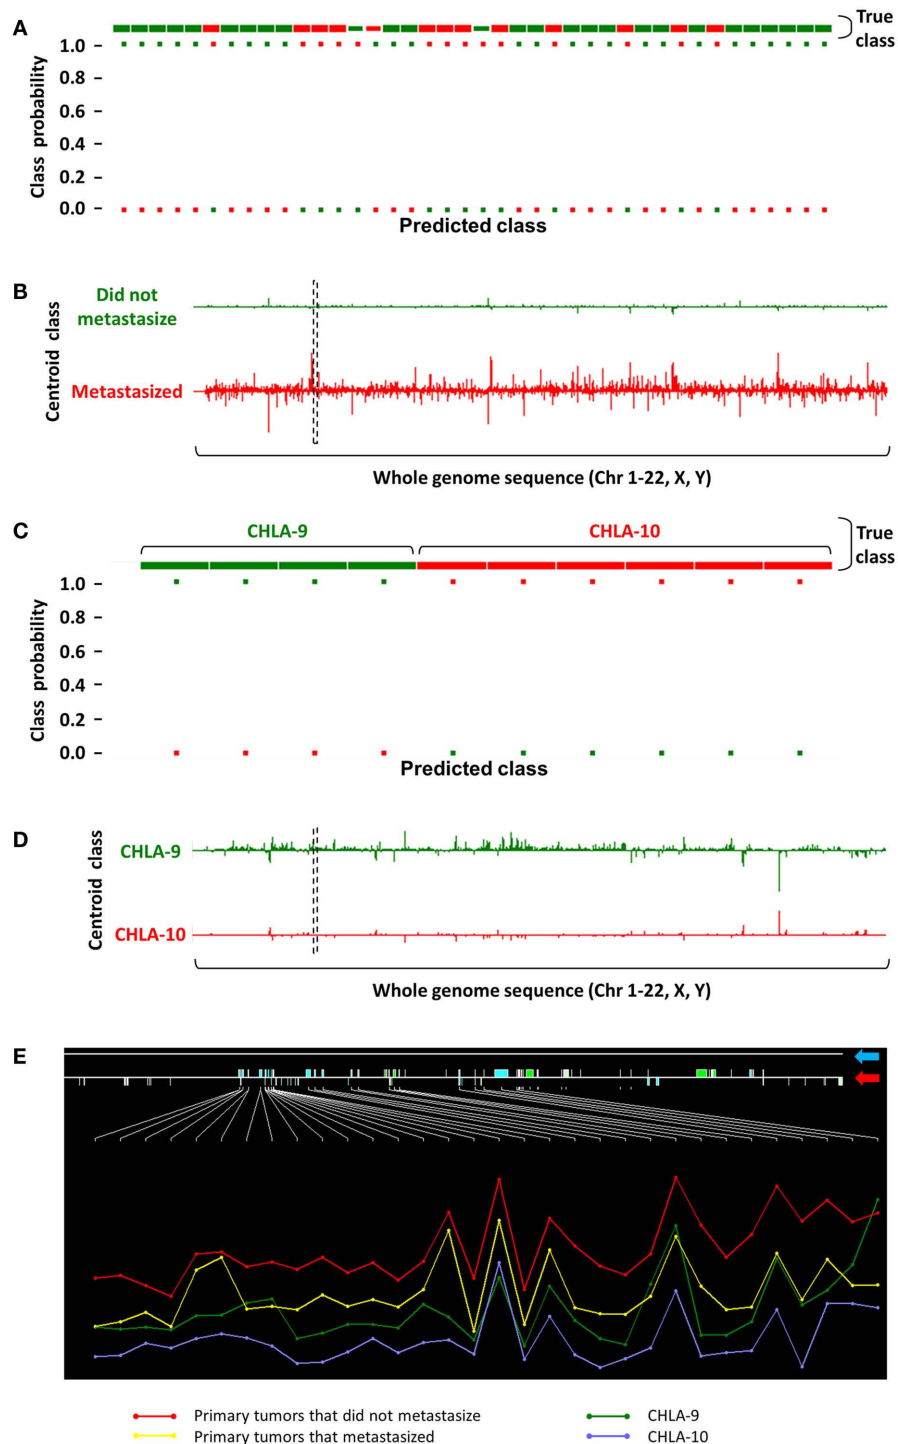 A
True
class
1.0
0.8
0.6
0.4
0.2
0.0
Class probability
Predicted class
B
Did not
metastasize
Metastasized
Centroid class
Whole genome sequence (Chr 1-22, X, Y)
C
CHLA-9
CHLA-10
True
class
1.0
0.8
0.6
0.4
0.2
0.0
Class probability
Predicted class
D
CHLA-9
CHLA-10
Centroid class
Whole genome sequence (Chr 1-22, X, Y)
E
Primary tumors that did not metastasize
CHLA-9
Primary tumors that metastasized
CHLA-10